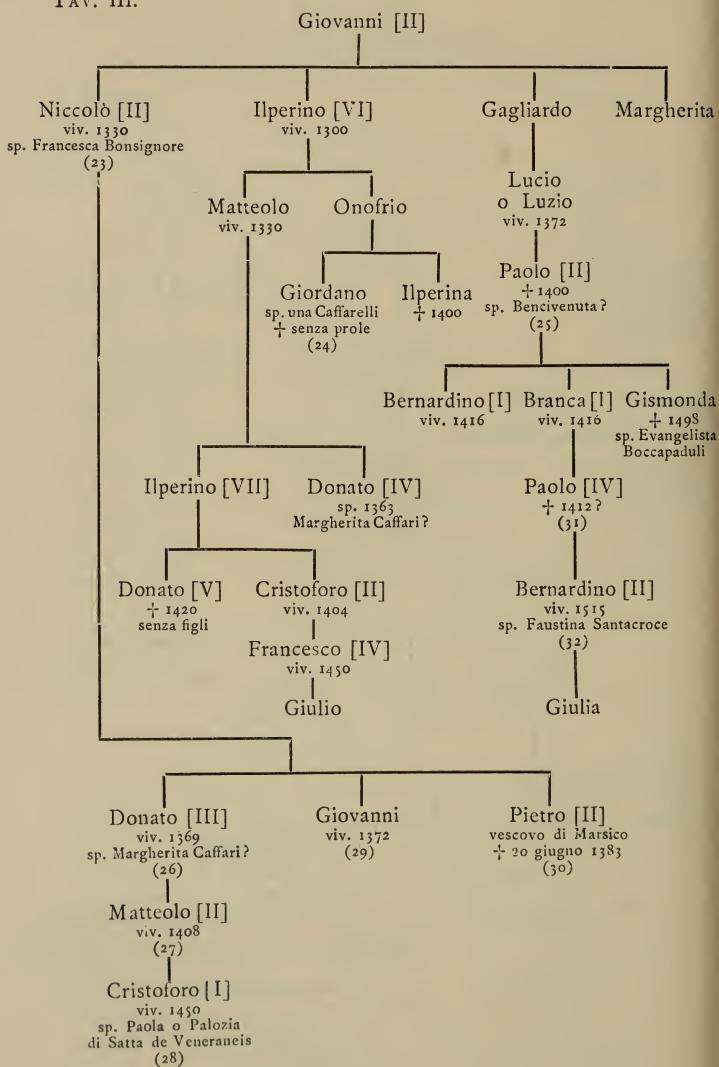 TAV. III.
Giovanni [II]
Niccolò [II]
viv. 1330
sp. Francesca Bonsignore
(23)
Ilperino [VI]
viv. 1300
Gagliardo
Margherita
Matteolo
viv. 1330
Onofrio
Lucio
o Luzio
viv. 1372
Giordano
sp. una Caffarelli
✝ senza prole
(24)
Ilperina
✝ 1400
Paolo [II]
✝ 1400
sp. Bencivenuta?
(25)
Bernardino [I]
viv. 1416
Branca [I]
viv. 1416
Gismonda
✝ 1498
sp. Evangelista
Boccapaduli
Ilperino [VII]
Donato [IV]
sp. 1363
Margherita Caffari?
Paolo [IV]
✝ 1412?
(31)
Donato [V]
✝ 1420
senza figli
Cristoforo [II]
viv. 1404
Bernardino [II]
viv. 1515
sp. Faustina Santacroce
(32)
Francesco [IV]
viv. 1450
Giulio
Giulia
Donato [III]
viv. 1369
sp. Margherita Caffari?
(26)
Giovanni
viv. 1372
(29)
Pietro [II]
vescovo di Marsico
✝ 20 giugno 1383
(30)
Matteolo [II]
viv. 1408
(27)
Cristoforo [I]
viv. 1450
sp. Paola o Palozia
di Satta de Veneraneis
(28)